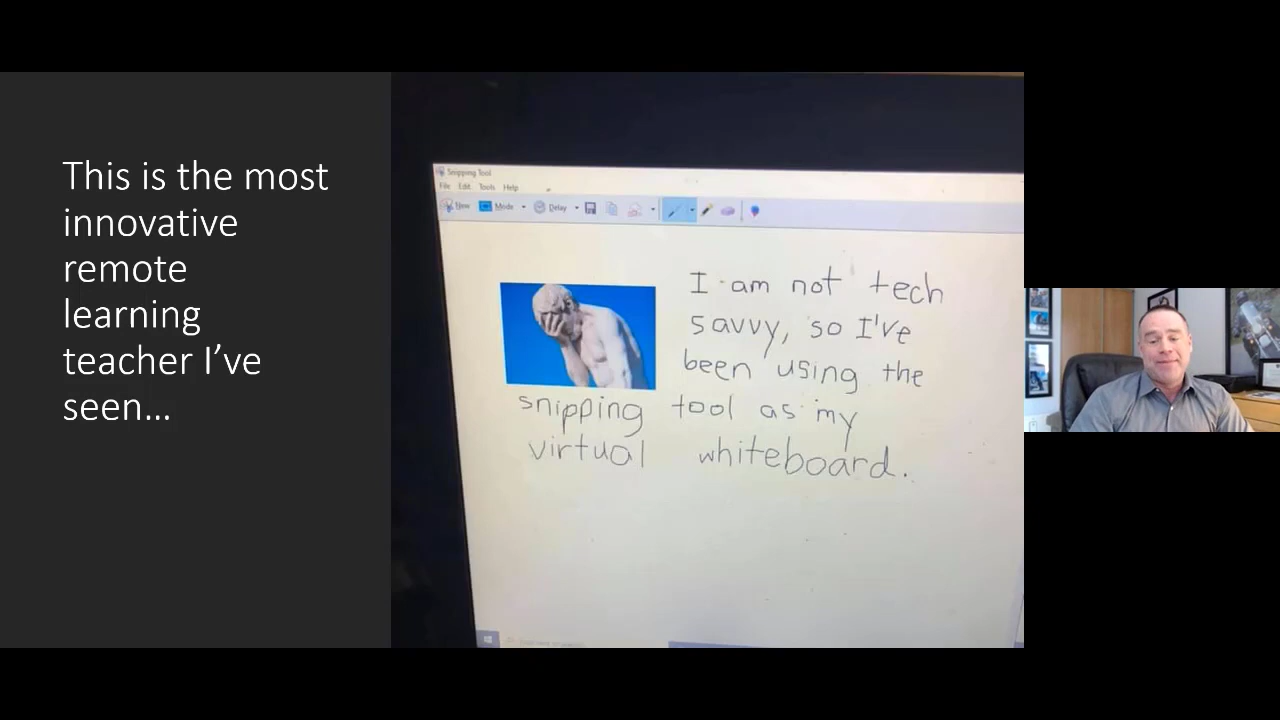 This is the most
innovative
remote
learning
teacher I've
seen...
Snipping Tool
File Edit Tools Help
New Mode Delay
I am not tech
savvy, so I've
been using the
snipping tool as my
virtual whiteboard.